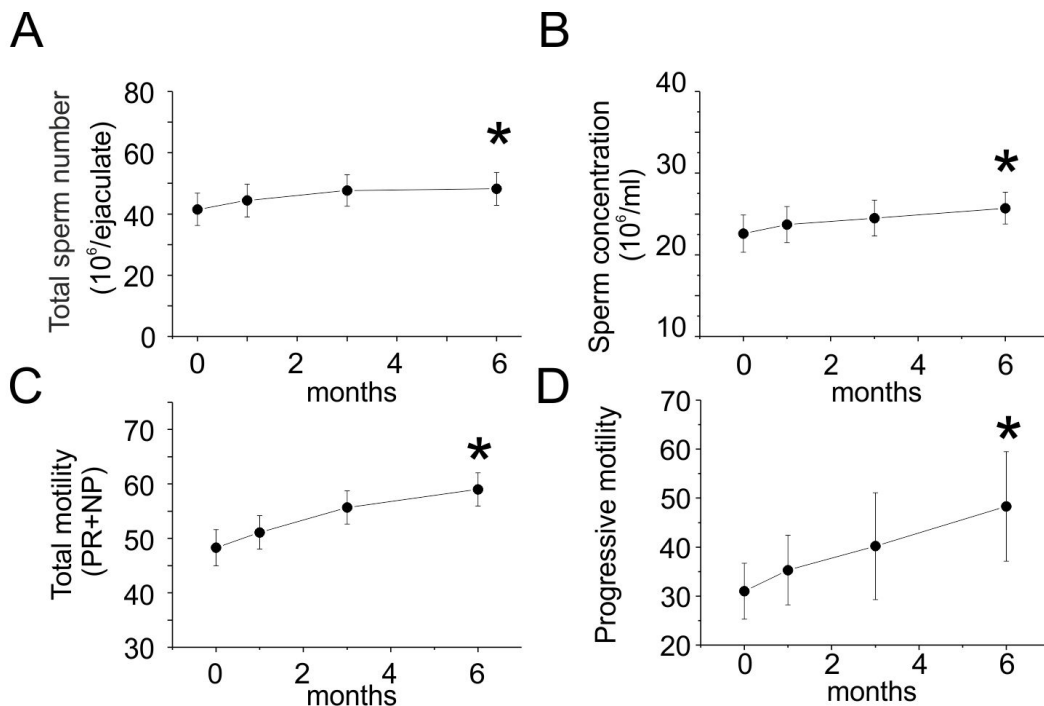 A
Total sperm number
(10⁶/ejaculate)
80
60
40
20
0
*
0 2 4 6
months
B
Sperm concentration
(10⁶/ml)
40
30
20
10
*
0 2 4 6
months
C
Total motility
(PR+NP)
70
60
50
40
30
*
0 2 4 6
months
D
Progressive motility
70
60
50
40
30
20
*
0 2 4 6
months